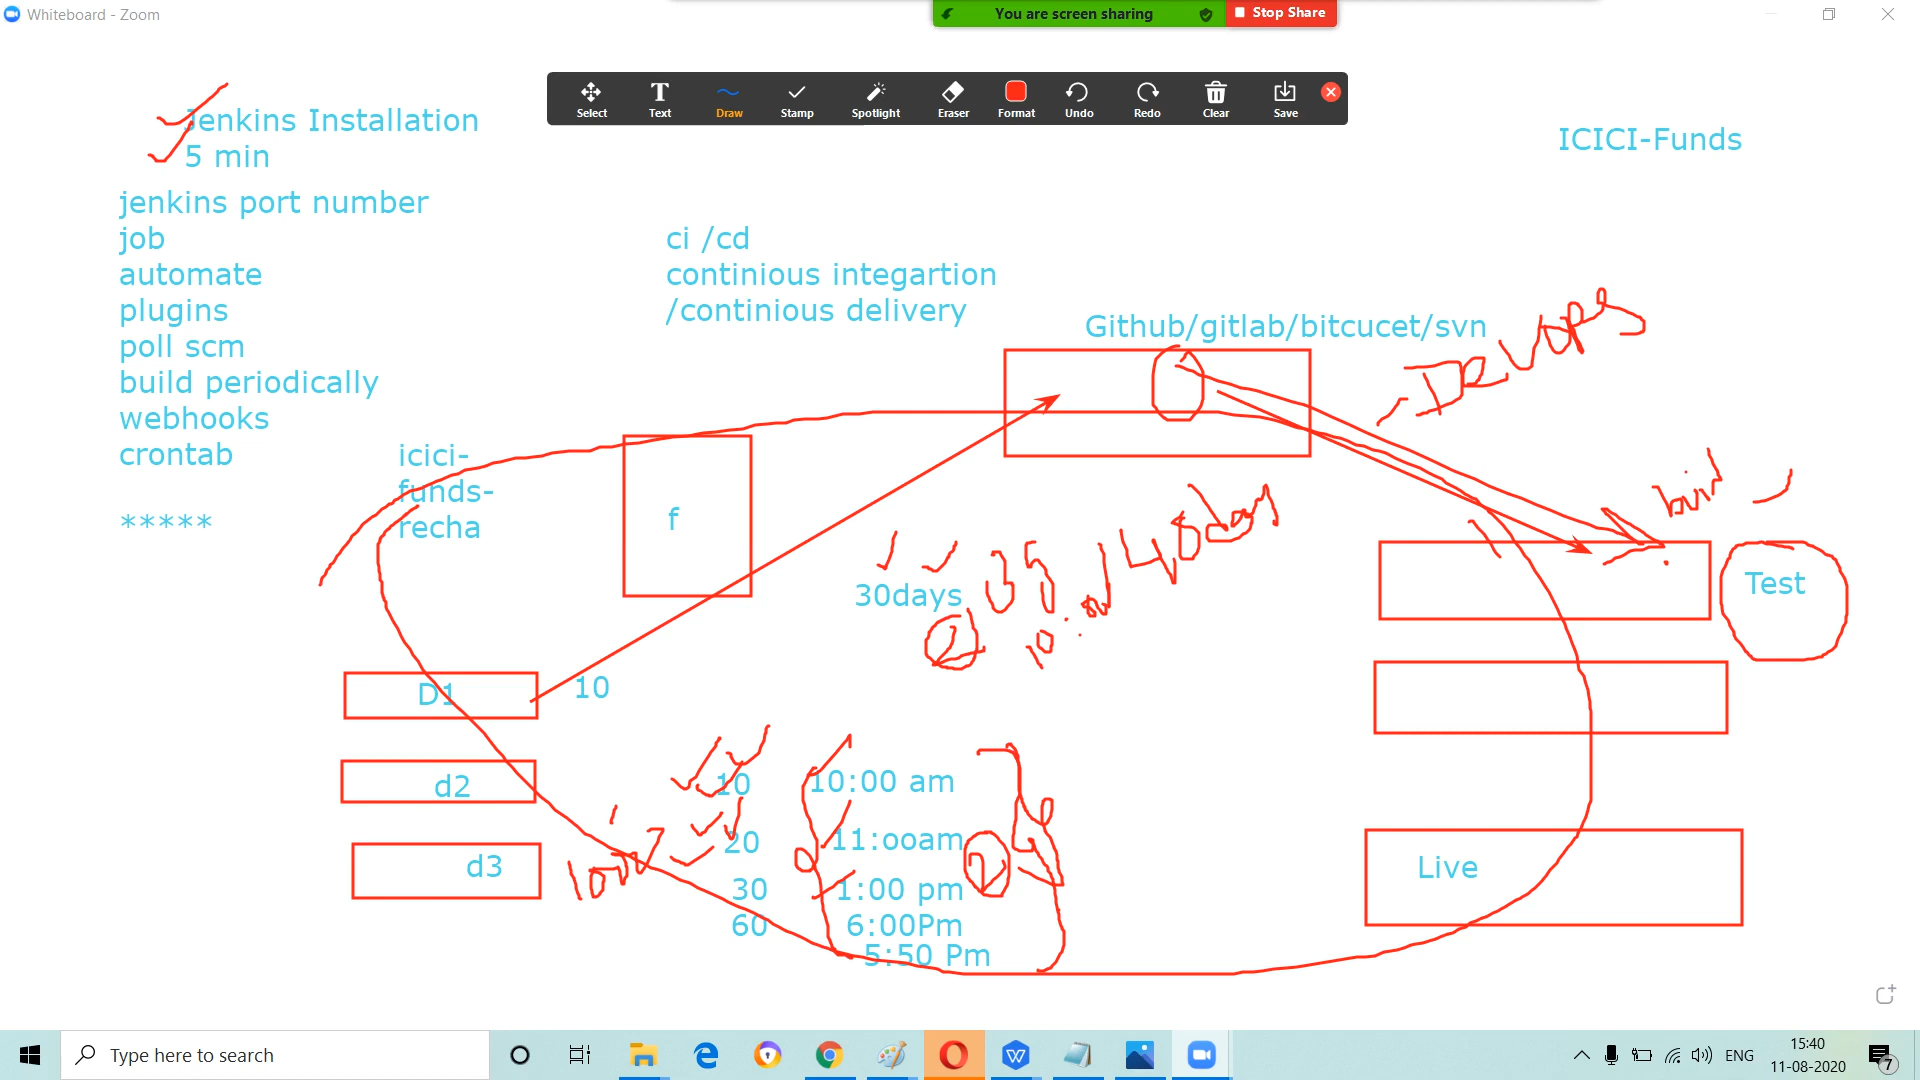 Whiteboard - Zoom
You are screen sharing
Stop Share
Select
Text
Draw
Stamp
Spotlight
Eraser
Format
Undo
Redo
Clear
Save
Jenkins Installation
5 min
jenkins port number
job
automate
plugins
poll scm
build periodically
webhooks
crontab
*****
ci /cd
continious integartion
/continious delivery
ICICI-Funds
Github/gitlab/bitcucet/svn
icici-
funds-
recha
f
30days
35
2
D1
10
d2
d3
10 10:00 am
20 11:ooam
30 1:00 pm
60 6:00Pm
5:50 Pm
2
Test
Live
Type here to search
ENG
15:40
11-08-2020
7